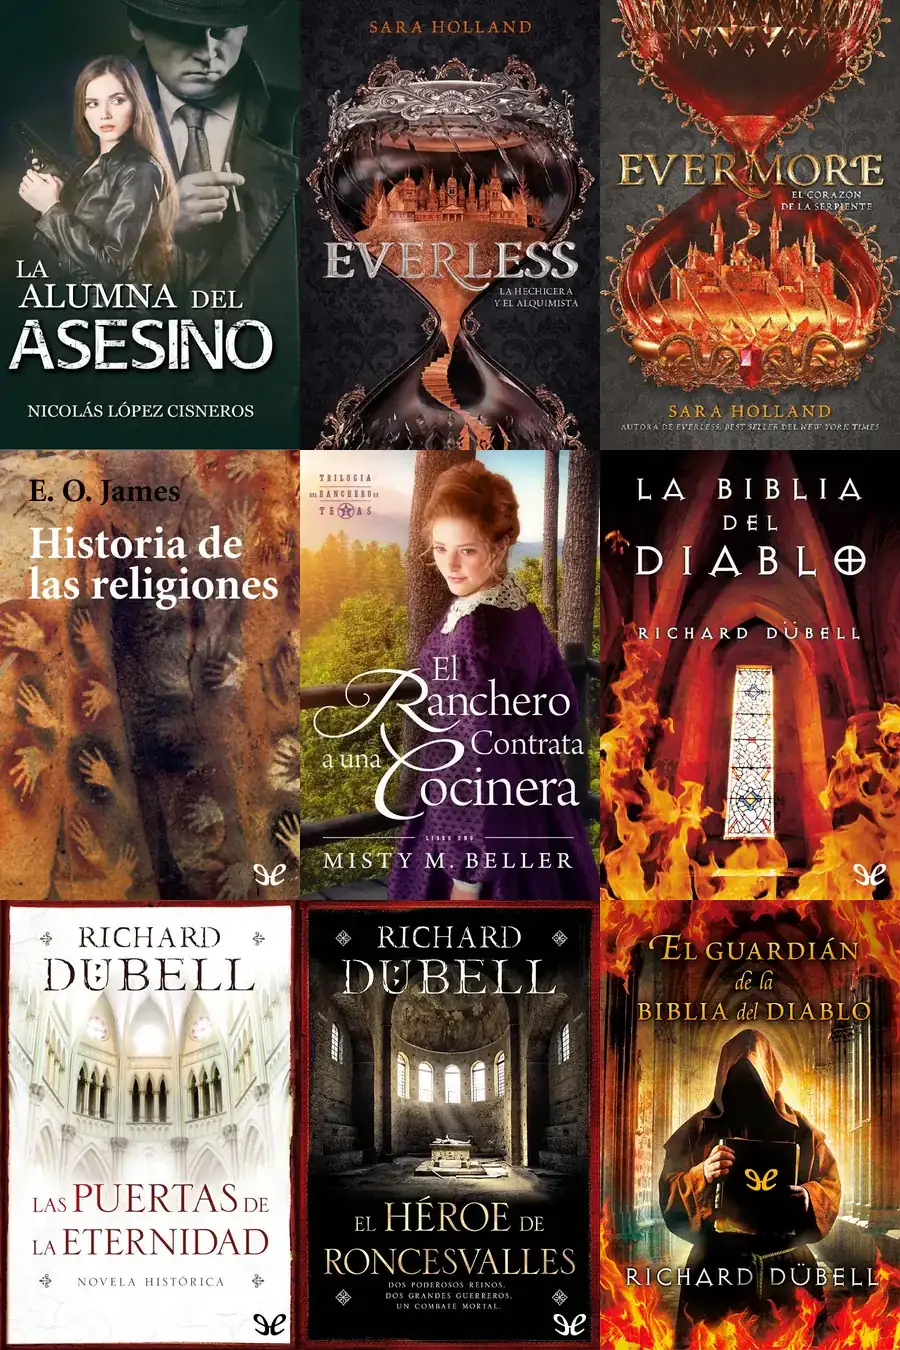 LA
ALUMNA DEL
ASESINO
NICOLÁS LÓPEZ CISNEROS
SARA HOLLAND
EVERLESS
LA HECHICERA
Y EL ALQUIMISTA
EVERMORE
EL CORAZÓN
DE LA SERPIENTE
SARA HOLLAND
AUTORA DE EVERLESS, BEST SELLER DEL NEW YORK TIMES
E. O. James
Historia de
las religiones
TRILOGIA
DEL RANCHERO DE
TEXAS
El
Ranchero
Contrata
a una
Cocinera
LIBRO UNO
MISTY M. BELLER
LA BIBLIA
DEL
DIABLO
RICHARD DÜBELL
RICHARD
DÜBELL
LAS PUERTAS DE
LA ETERNIDAD
NOVELA HISTÓRICA
RICHARD
DÜBELL
EL HÉROE DE
RONCESVALLES
DOS PODEROSOS REINOS.
DOS GRANDES GUERREROS.
UN COMBATE MORTAL.
EL GUARDIÁN
de la
BIBLIA del DIABLO
RICHARD DÜBELL